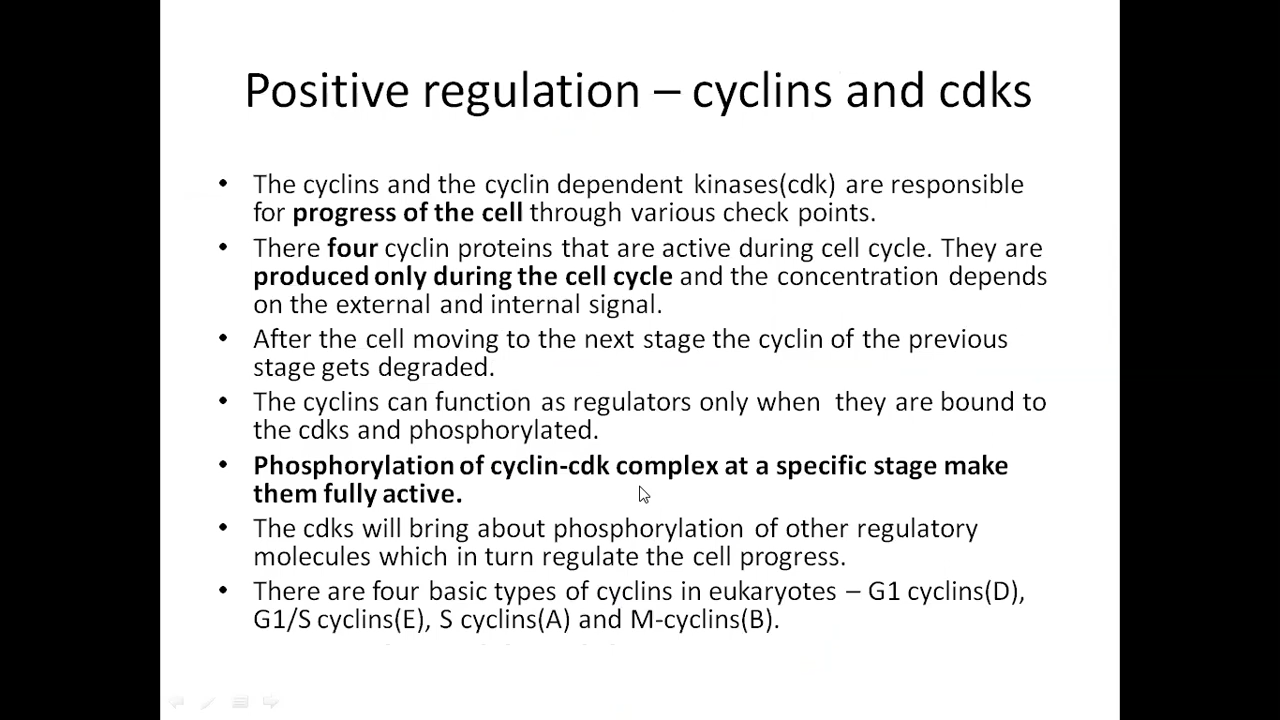 Positive regulation – cyclins and cdks
• The cyclins and the cyclin dependent kinases(cdk) are responsible
for progress of the cell through various check points.
• There four cyclin proteins that are active during cell cycle. They are
produced only during the cell cycle and the concentration depends
on the external and internal signal.
• After the cell moving to the next stage the cyclin of the previous
stage gets degraded.
• The cyclins can function as regulators only when they are bound to
the cdks and phosphorylated.
• Phosphorylation of cyclin-cdk complex at a specific stage make
them fully active.
• The cdks will bring about phosphorylation of other regulatory
molecules which in turn regulate the cell progress.
• There are four basic types of cyclins in eukaryotes – G1 cyclins(D),
G1/S cyclins(E), S cyclins(A) and M-cyclins(B).